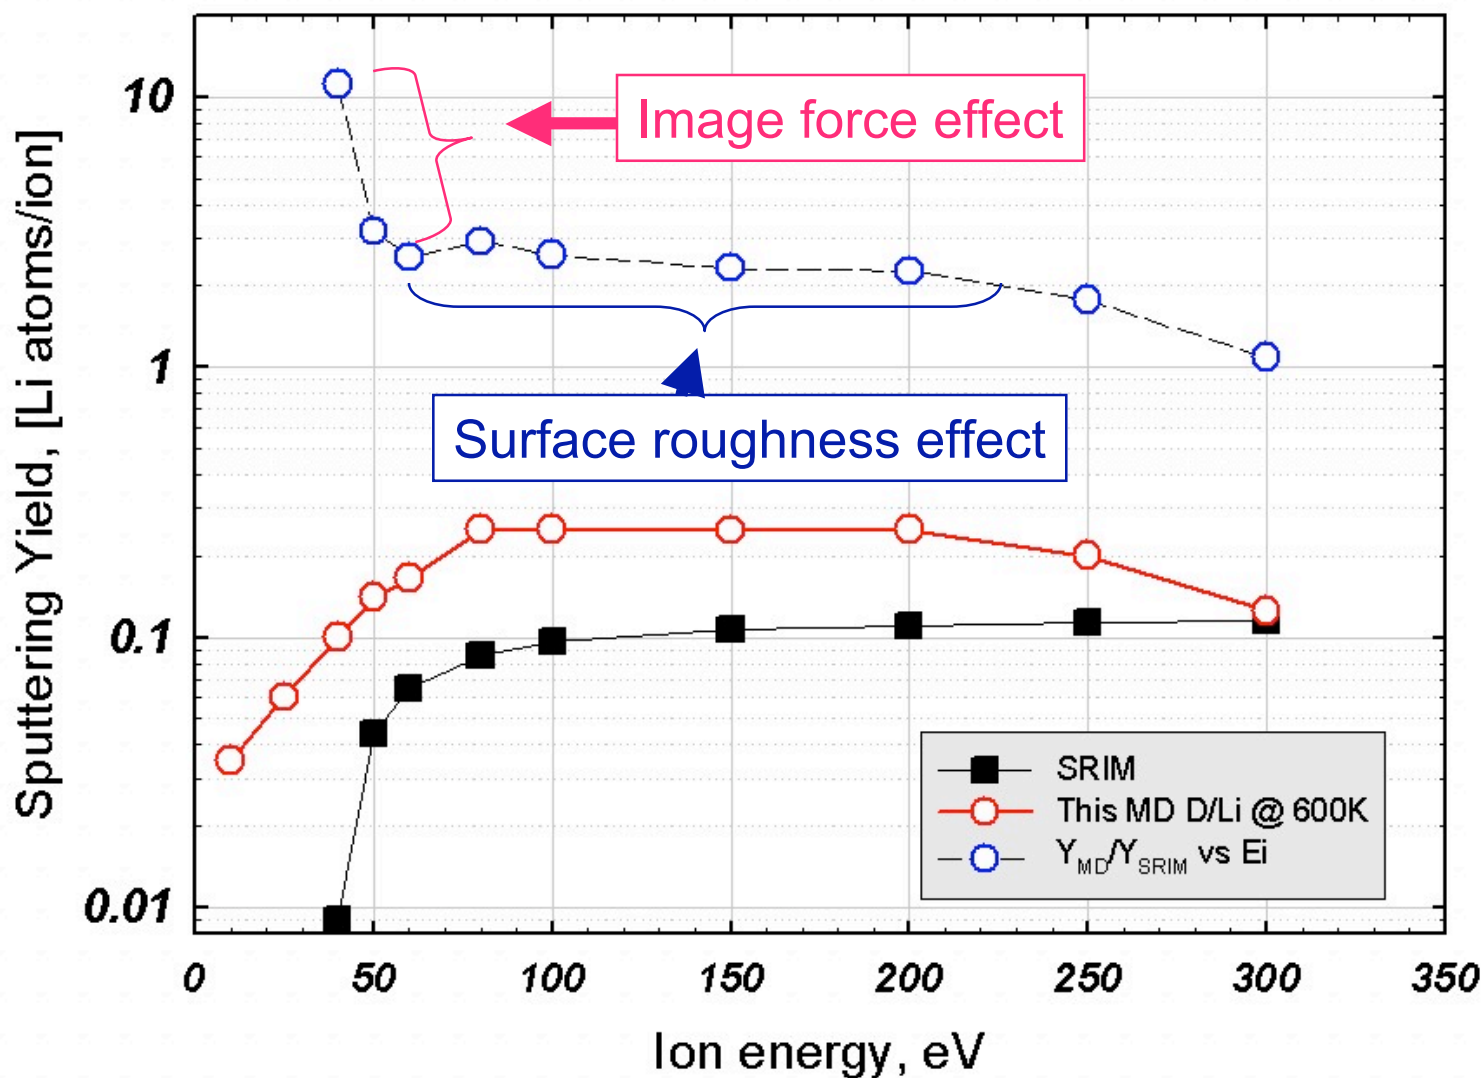 Sputtering Yield, [Li atoms/ion]
10
1
0.1
0.01
Image force effect
Surface roughness effect
SRIM
This MD D/Li @ 600K
Y_MD/Y_SRIM vs Ei
0 50 100 150 200 250 300 350
Ion energy, eV